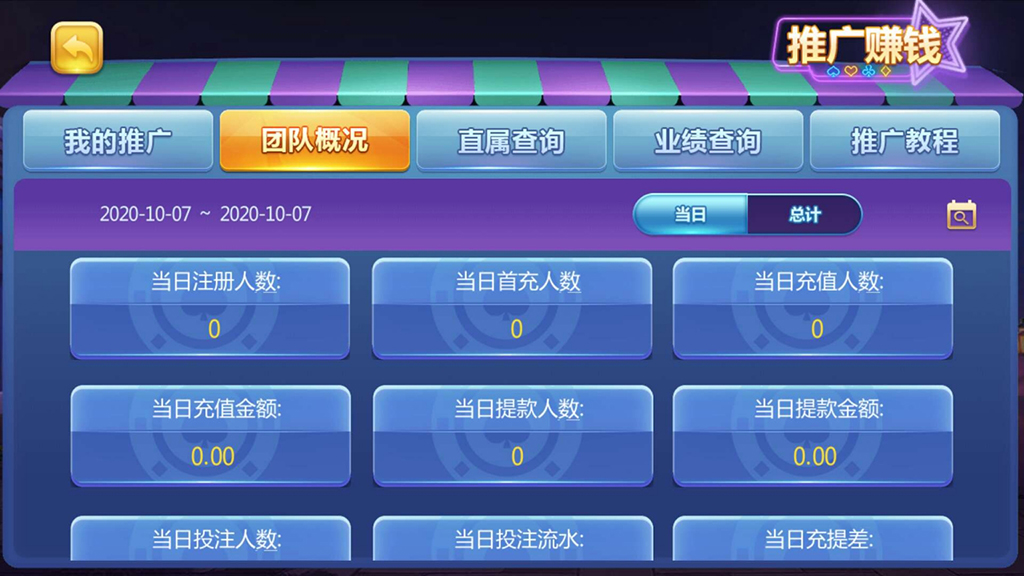 推广赚钱
我的推广
团队概况
直属查询
业绩查询
推广教程
2020-10-07 ~ 2020-10-07
当日
总计
当日注册人数:
0
当日首充人数
0
当日充值人数:
0
当日充值金额:
0.00
当日提款人数:
0
当日提款金额:
0.00
当日投注人数:
当日投注流水:
当日充提差: